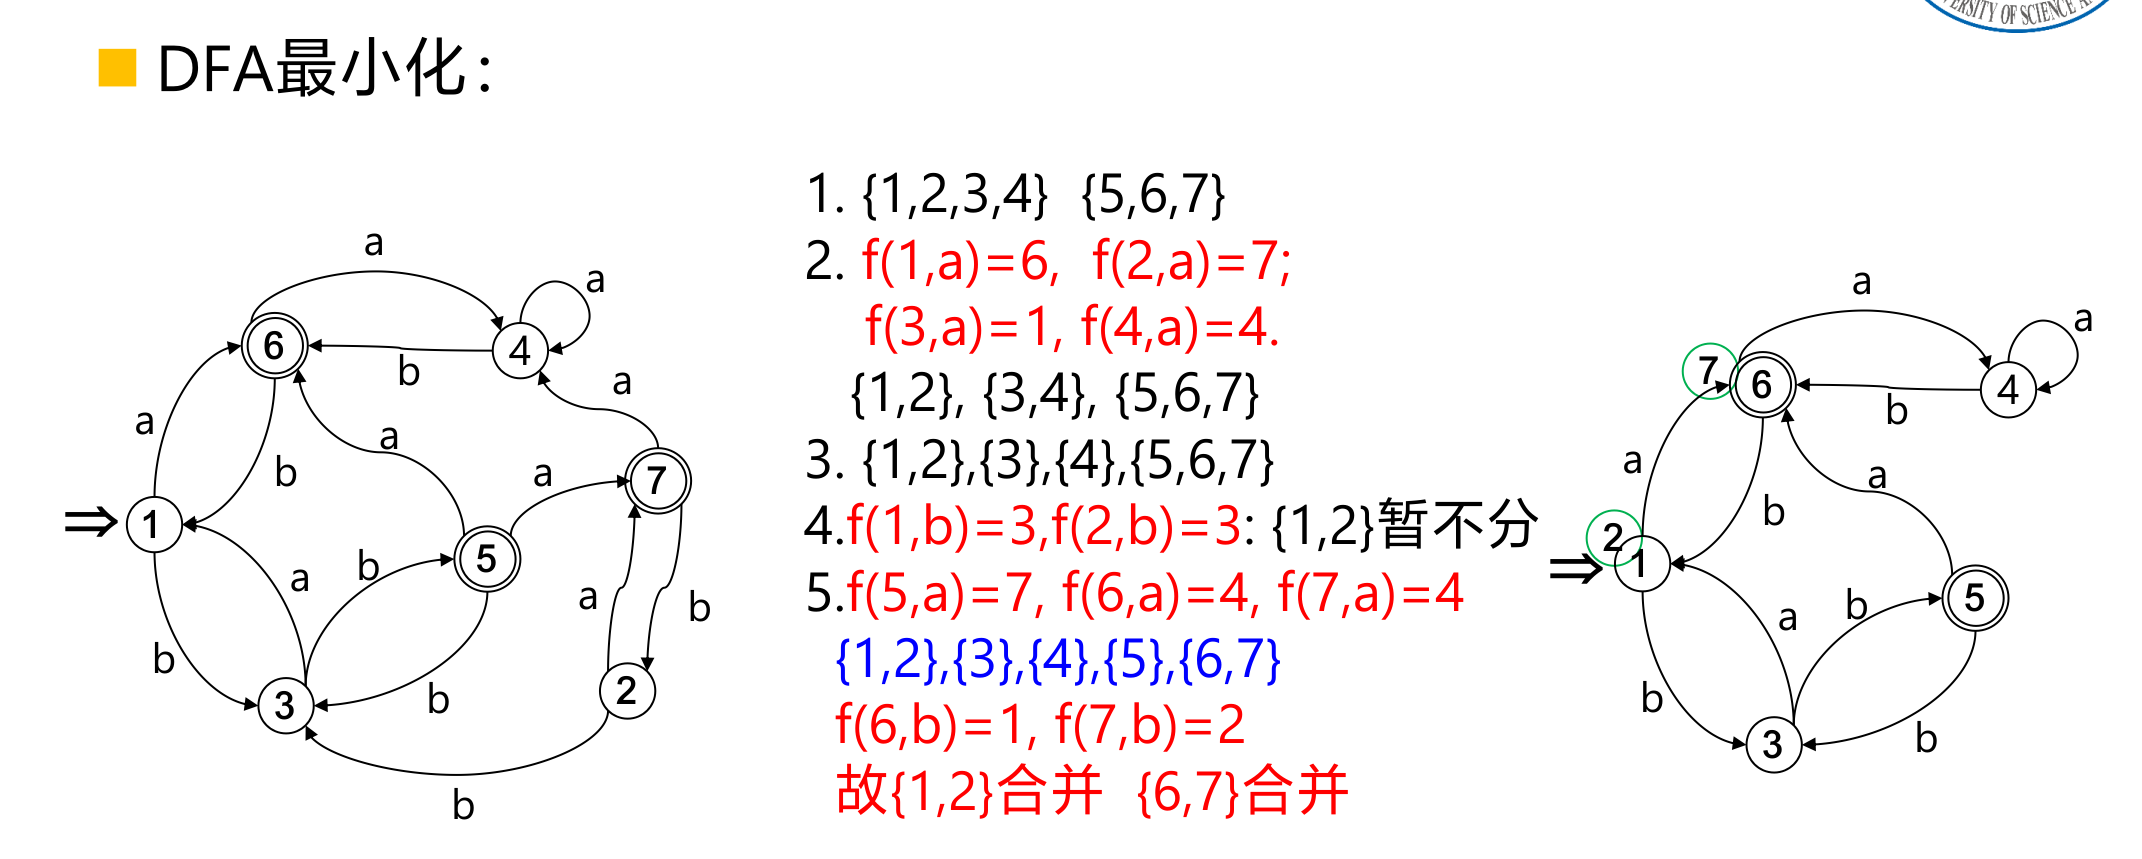 UNIVERSITY OF SCIENCE
DFA最小化:
1. {1,2,3,4} {5,6,7}
2. f(1,a)=6, f(2,a)=7;
f(3,a)=1, f(4,a)=4.
{1,2}, {3,4}, {5,6,7}
3. {1,2},{3},{4},{5,6,7}
4.f(1,b)=3,f(2,b)=3: {1,2}暂不分
5.f(5,a)=7, f(6,a)=4, f(7,a)=4
{1,2},{3},{4},{5},{6,7}
f(6,b)=1, f(7,b)=2
故{1,2}合并 {6,7}合并
a
a
6
4
b
a
a
a
b
a
7
⇒ 1
5
a
b
a
b
b
3
b
2
b
a
a
7 6
4
b
a
a
b
2
⇒ 1
a
b
5
b
3
b